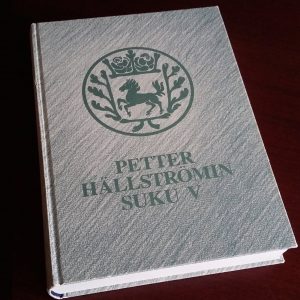 PETTER
HÄLLSTRÖMIN
SUKU V